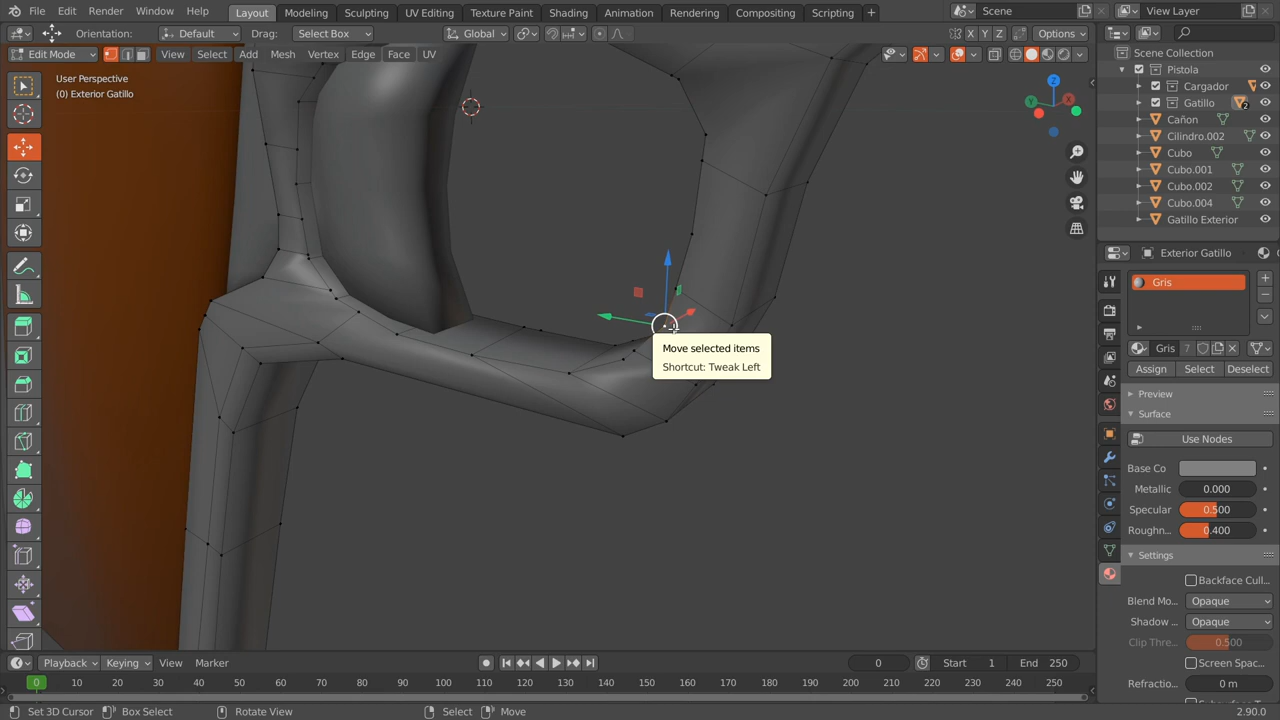 File Edit Render Window Help Layout Modeling Sculpting UV Editing Texture Paint Shading Animation Rendering Compositing Scripting + Scene View Layer
Orientation: Default Drag: Select Box Global X Y Z Options
Edit Mode View Select Add Mesh Vertex Edge Face UV
User Perspective
(0) Exterior Gatillo
Z
Y X
Scene Collection
Pistola
Cargador
Gatillo
2
Cañon
Cilindro.002
Cubo
Cubo.001
Cubo.002
Cubo.004
Gatillo Exterior
Exterior Gatillo
Gris
Gris 7
Assign Select Deselect
Preview
Surface
Use Nodes
Base Co
Metallic 0.000
Specular 0.500
Roughn... 0.400
Settings
Backface Cull...
Blend Mo... Opaque
Shadow ... Opaque
Clip Thre... 0.500
Screen Spac...
Refractio... 0 m
Move selected items
Shortcut: Tweak Left
Playback Keying View Marker 0 Start 1 End 250
0 10 20 30 40 50 60 70 80 90 100 110 120 130 140 150 160 170 180 190 200 210 220 230 240 250
Set 3D Cursor Box Select Rotate View Select Move 2.90.0